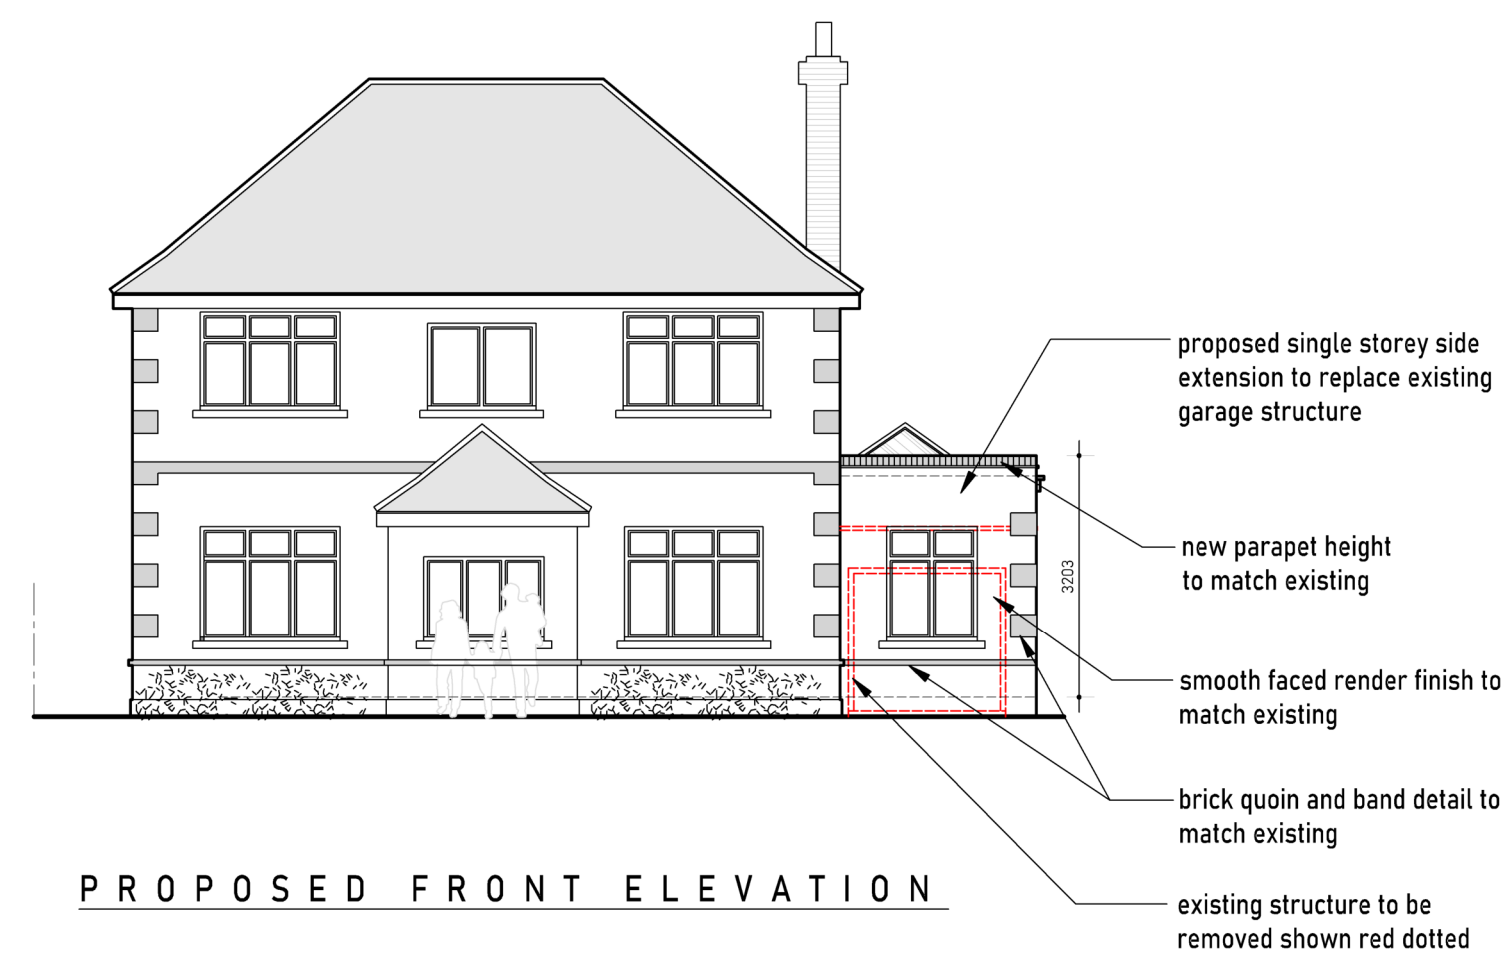 proposed single storey side
extension to replace existing
garage structure
new parapet height
to match existing
3203
smooth faced render finish to
match existing
brick quoin and band detail to
match existing
existing structure to be
removed shown red dotted
PROPOSED FRONT ELEVATION